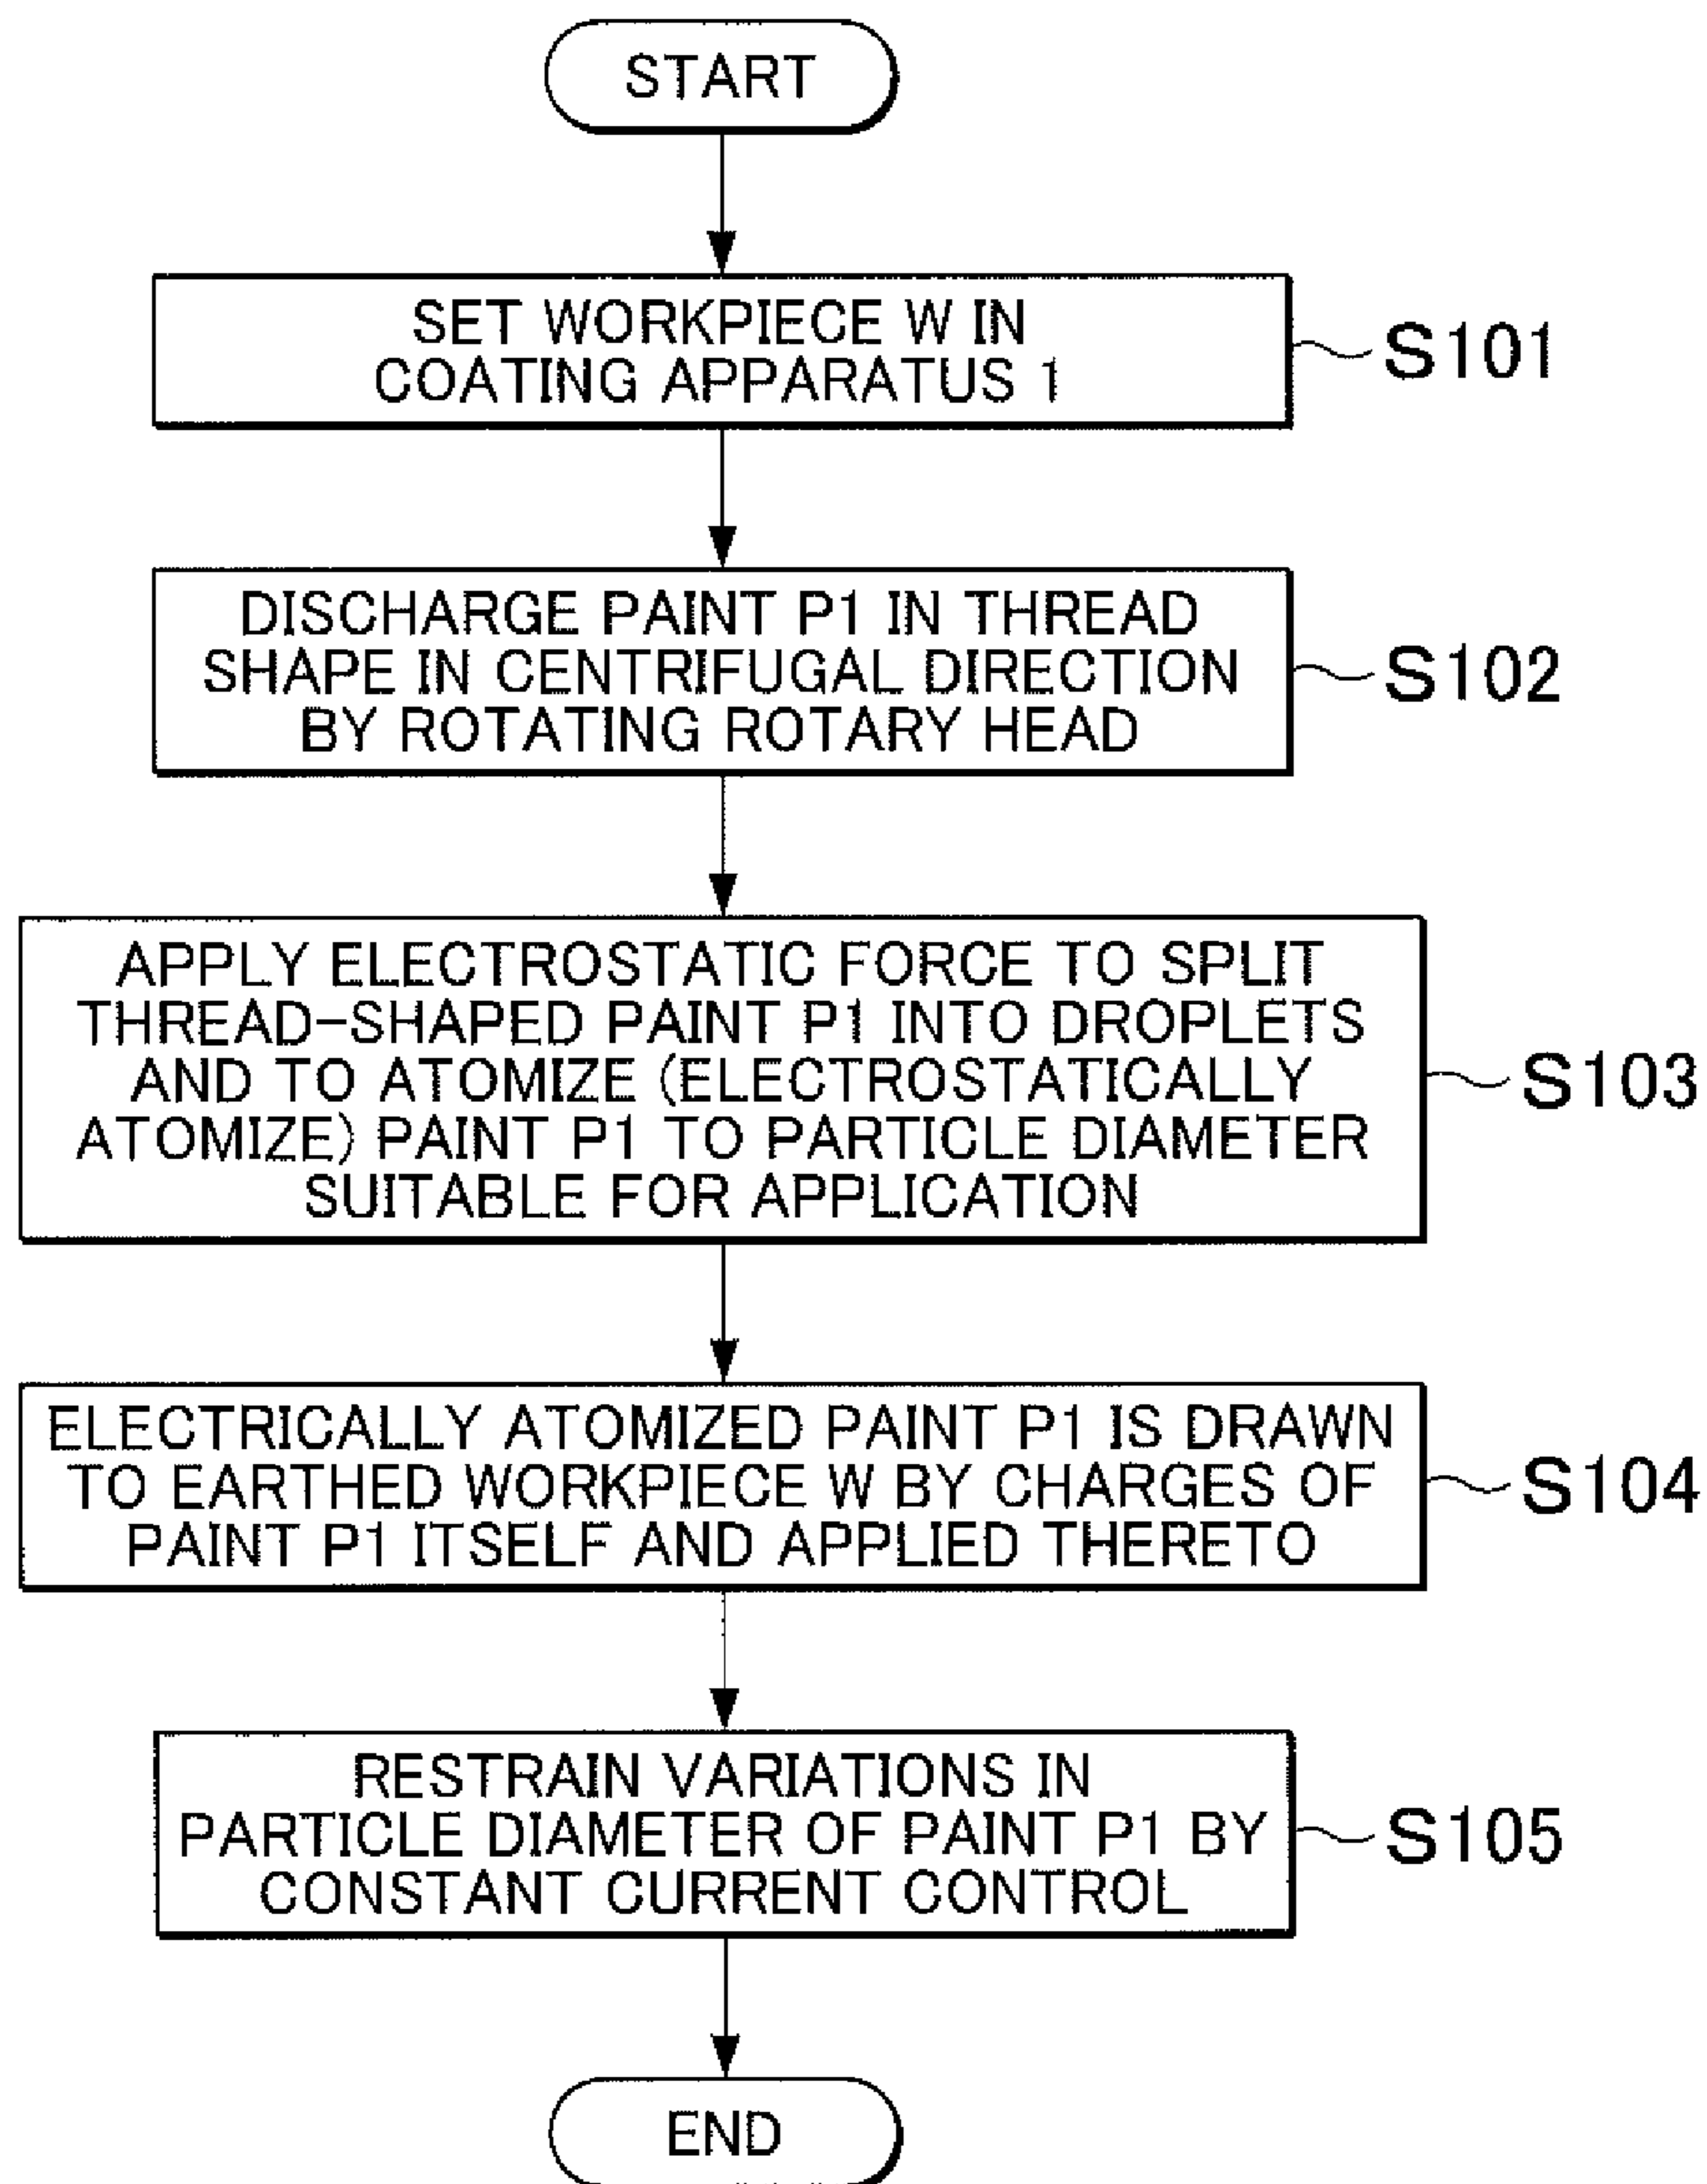 START
SET WORKPIECE W IN
COATING APPARATUS 1
S101
DISCHARGE PAINT P1 IN THREAD
SHAPE IN CENTRIFUGAL DIRECTION
BY ROTATING ROTARY HEAD
S102
APPLY ELECTROSTATIC FORCE TO SPLIT
THREAD-SHAPED PAINT P1 INTO DROPLETS
AND TO ATOMIZE (ELECTROSTATICALLY
ATOMIZE) PAINT P1 TO PARTICLE DIAMETER
SUITABLE FOR APPLICATION
S103
ELECTRICALLY ATOMIZED PAINT P1 IS DRAWN
TO EARTHED WORKPIECE W BY CHARGES OF
PAINT P1 ITSELF AND APPLIED THERETO
S104
RESTRAIN VARIATIONS IN
PARTICLE DIAMETER OF PAINT P1 BY
CONSTANT CURRENT CONTROL
S105
END